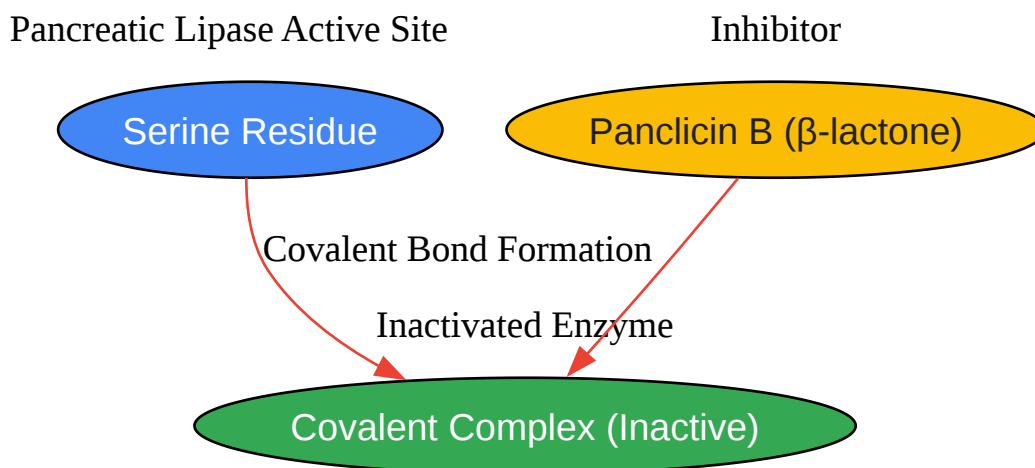 Pancreatic Lipase Active Site
Inhibitor
Serine Residue
Panclicin B (β-lactone)
Covalent Bond Formation
Inactivated Enzyme
Covalent Complex (Inactive)